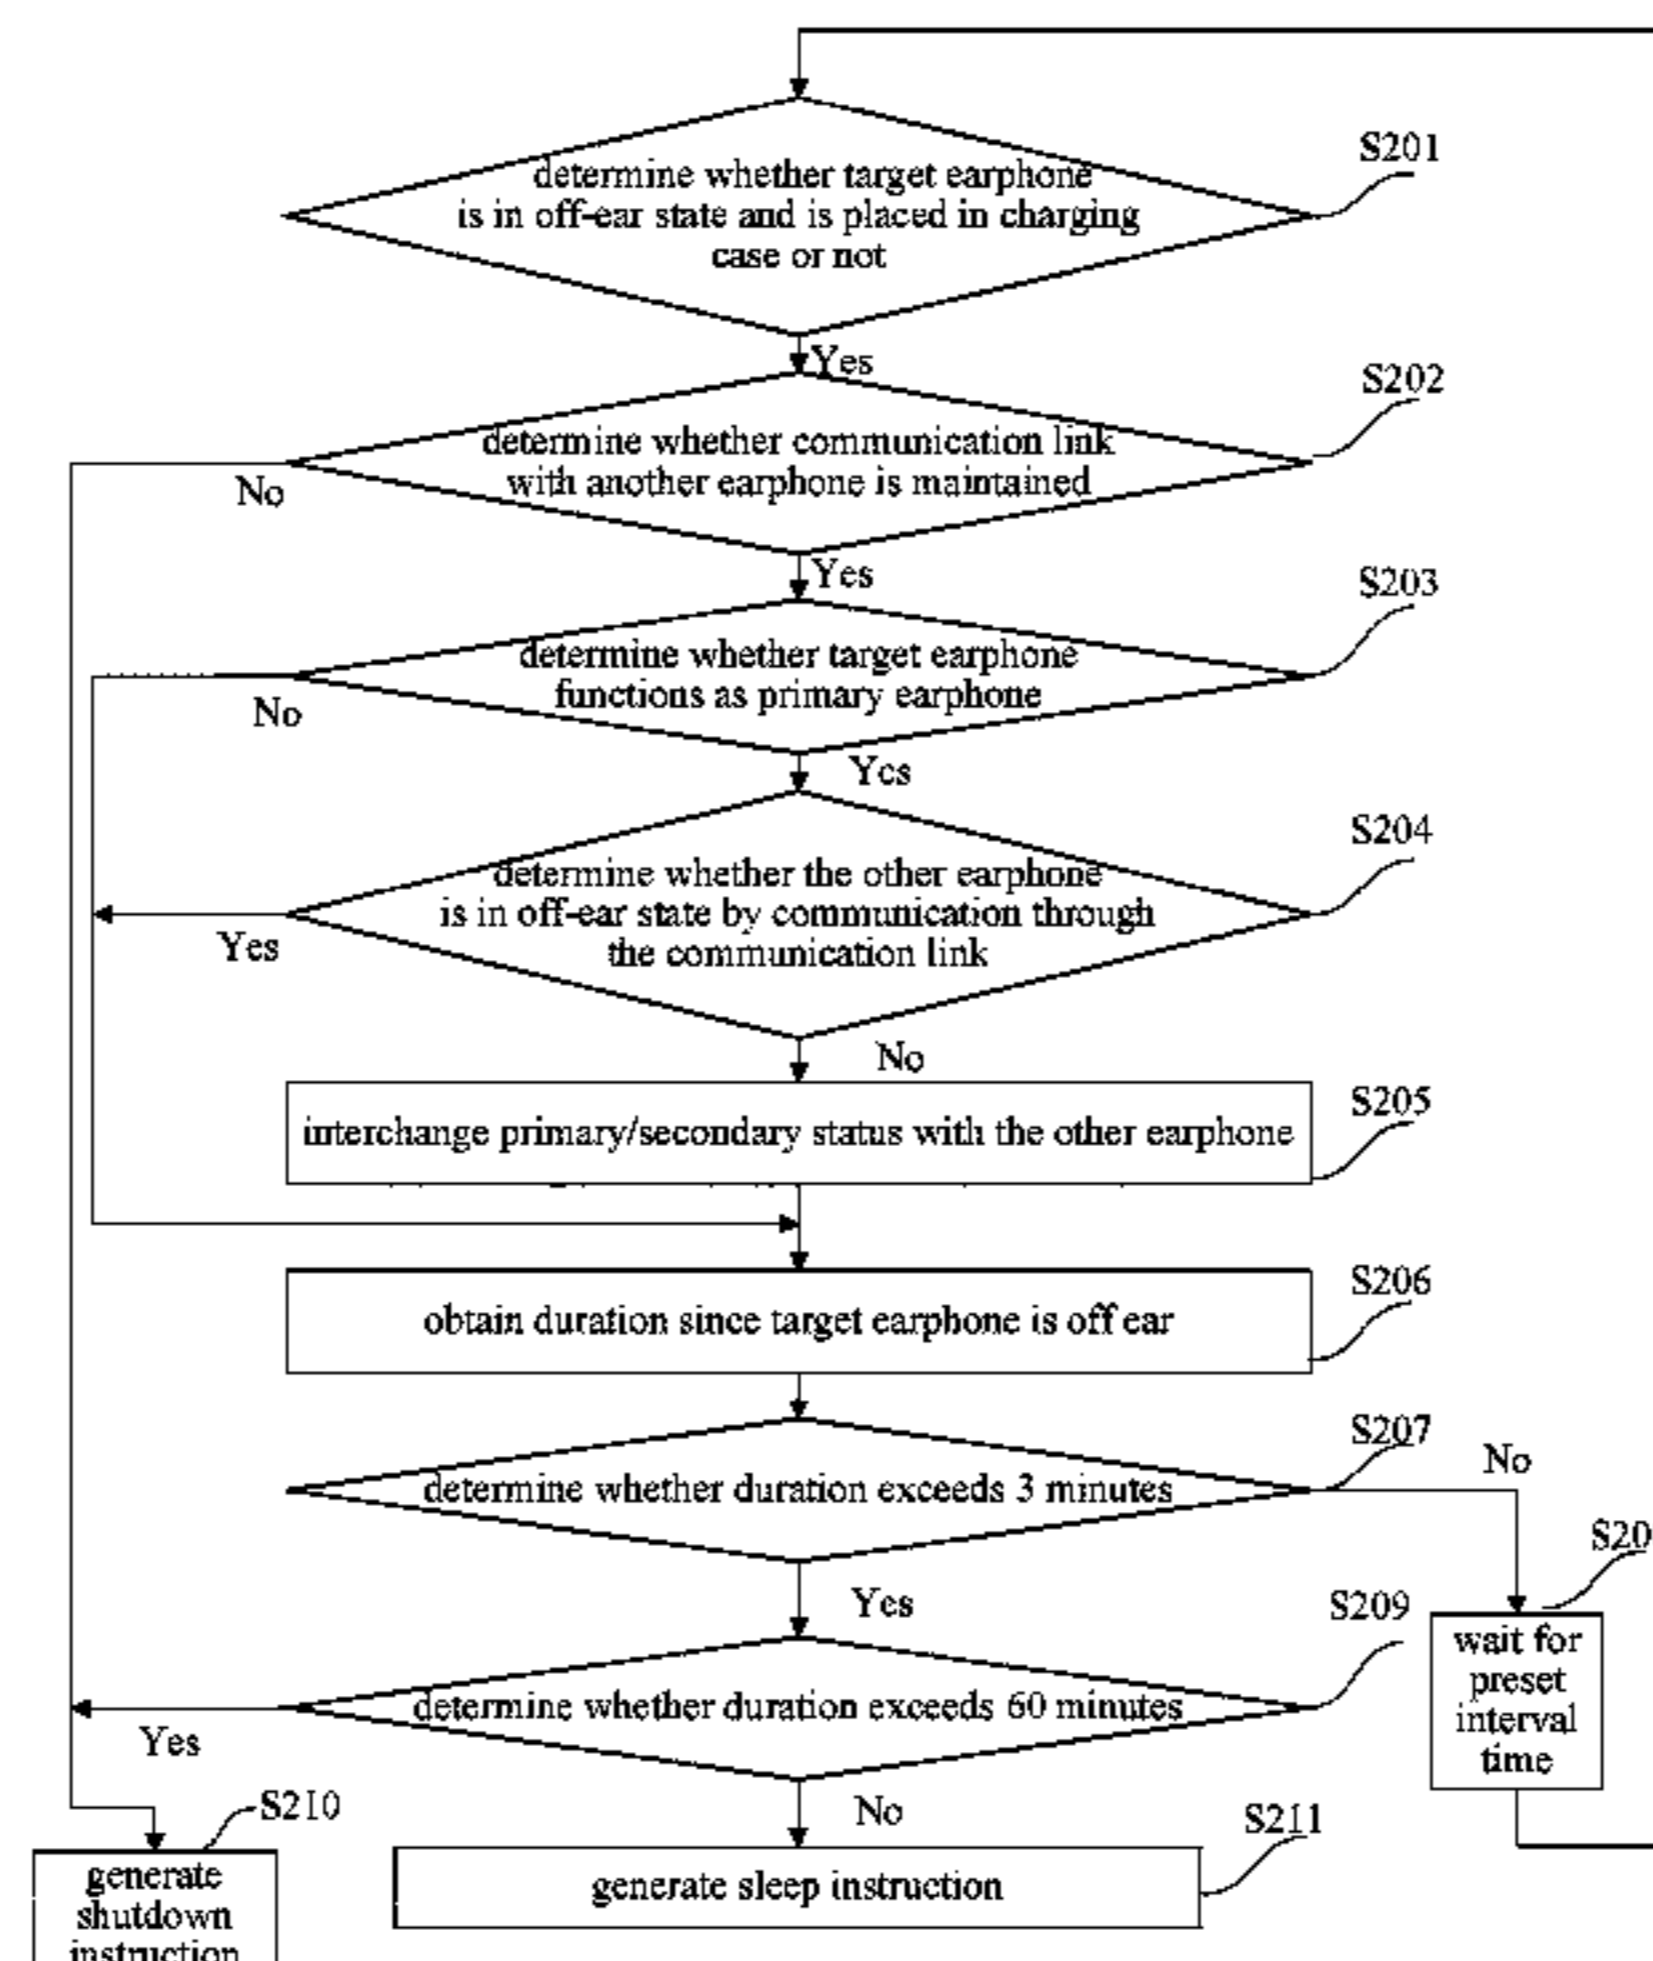 S201
determine whether target earphone
is in off-ear state and is placed in charging
case or not
Yes
S202
determine whether communication link
with another earphone is maintained
No
Yes
S203
determine whether target earphone
functions as primary earphone
No
Yes
S204
determine whether the other earphone
is in off-ear state by communication through
the communication link
Yes
No
S205
interchange primary/secondary status with the other earphone
S206
obtain duration since target earphone is off ear
S207
No
determine whether duration exceeds 3 minutes
S20
Yes
S209
wait for
preset
interval
time
determine whether duration exceeds 60 minutes
Yes
S210
No
S211
generate
shutdown
instruction
generate sleep instruction